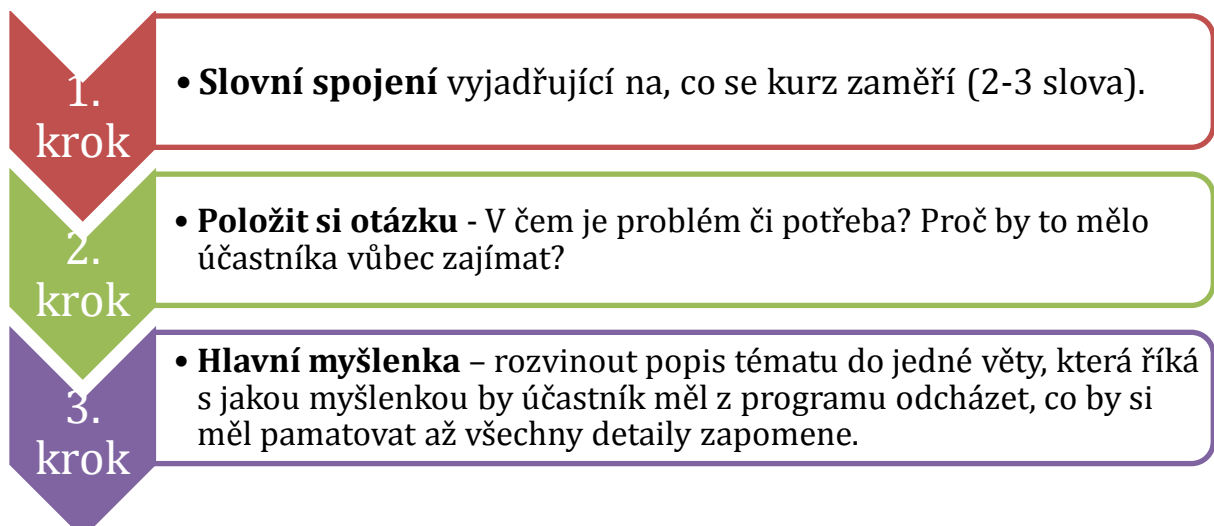 1.
krok
• Slovní spojení vyjadřující na, co se kurz zaměří (2-3 slova).
2.
krok
• Položit si otázku - V čem je problém či potřeba? Proč by to mělo
účastníka vůbec zajímat?
3.
krok
• Hlavní myšlenka – rozvinout popis tématu do jedné věty, která říká
s jakou myšlenkou by účastník měl z programu odcházet, co by si
měl pamatovat až všechny detaily zapomene.